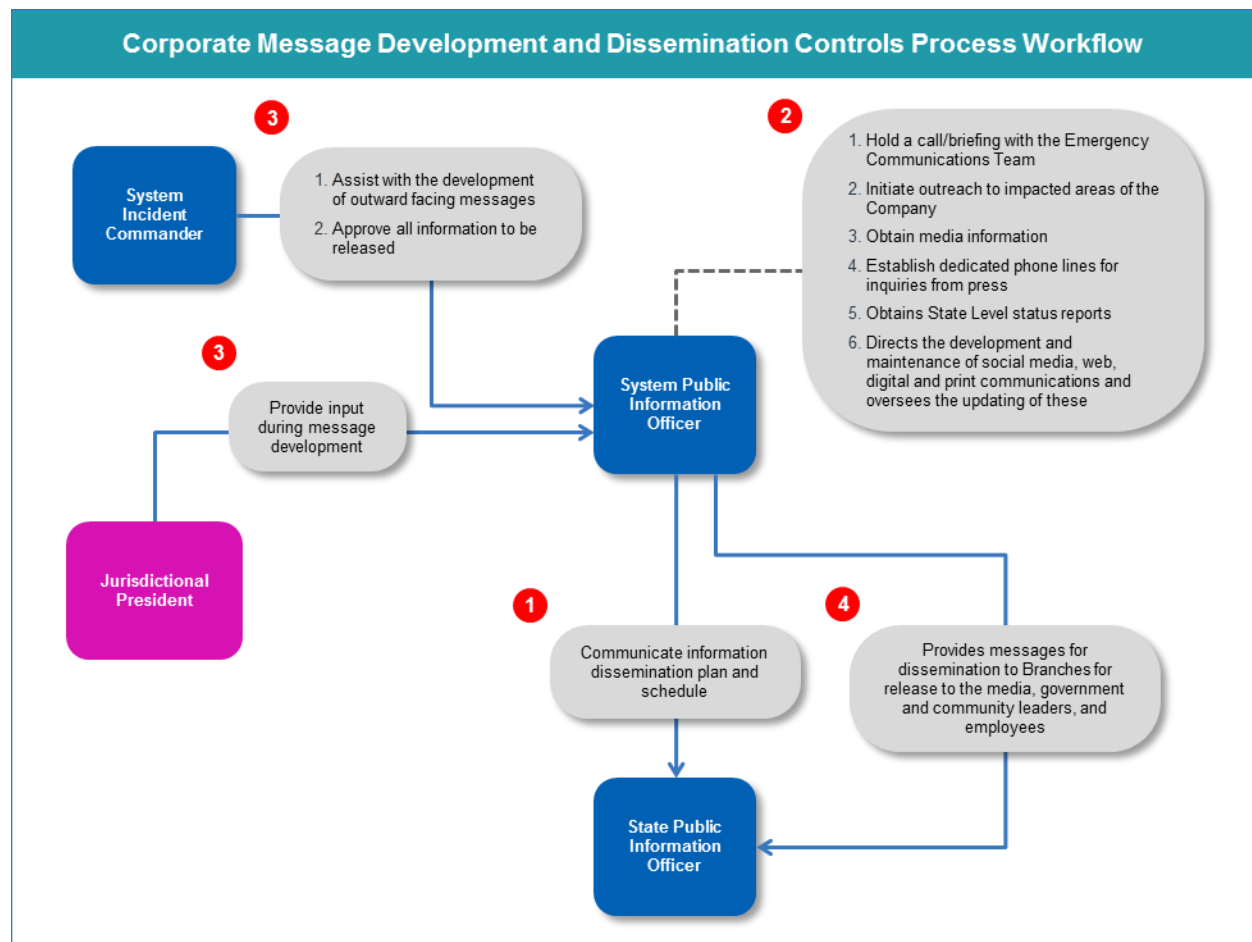 Corporate Message Development and Dissemination Controls Process Workflow
3
System
Incident
Commander
1. Assist with the development
of outward facing messages
2. Approve all information to be
released
2
1. Hold a call/briefing with the Emergency
Communications Team
2. Initiate outreach to impacted areas of the
Company
3. Obtain media information
4. Establish dedicated phone lines for
inquiries from press
5. Obtains State Level status reports
6. Directs the development and
maintenance of social media, web,
digital and print communications and
oversees the updating of these
3
Provide input
during message
development
System Public
Information
Officer
Jurisdictional
President
1
Communicate information
dissemination plan and
schedule
4
Provides messages for
dissemination to Branches for
release to the media, government
and community leaders, and
employees
State Public
Information
Officer